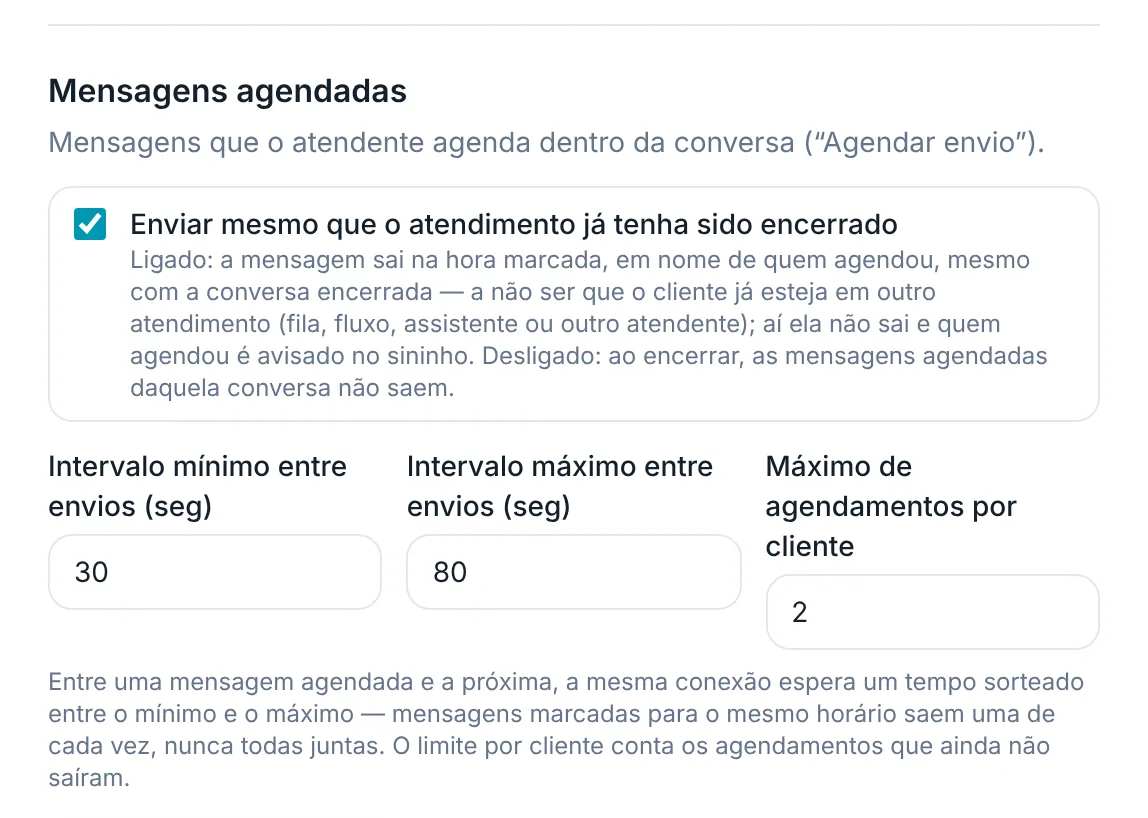 Mensagens agendadas
Mensagens que o atendente agenda dentro da conversa (“Agendar envio”).
Enviar mesmo que o atendimento já tenha sido encerrado
Ligado: a mensagem sai na hora marcada, em nome de quem agendou, mesmo
com a conversa encerrada — a não ser que o cliente já esteja em outro
atendimento (fila, fluxo, assistente ou outro atendente); aí ela não sai e quem
agendou é avisado no sininho. Desligado: ao encerrar, as mensagens agendadas
daquela conversa não saem.
Intervalo mínimo entre
envios (seg)
30
Intervalo máximo entre
envios (seg)
80
Máximo de
agendamentos por
cliente
2
Entre uma mensagem agendada e a próxima, a mesma conexão espera um tempo sorteado
entre o mínimo e o máximo — mensagens marcadas para o mesmo horário saem uma de
cada vez, nunca todas juntas. O limite por cliente conta os agendamentos que ainda não
saíram.